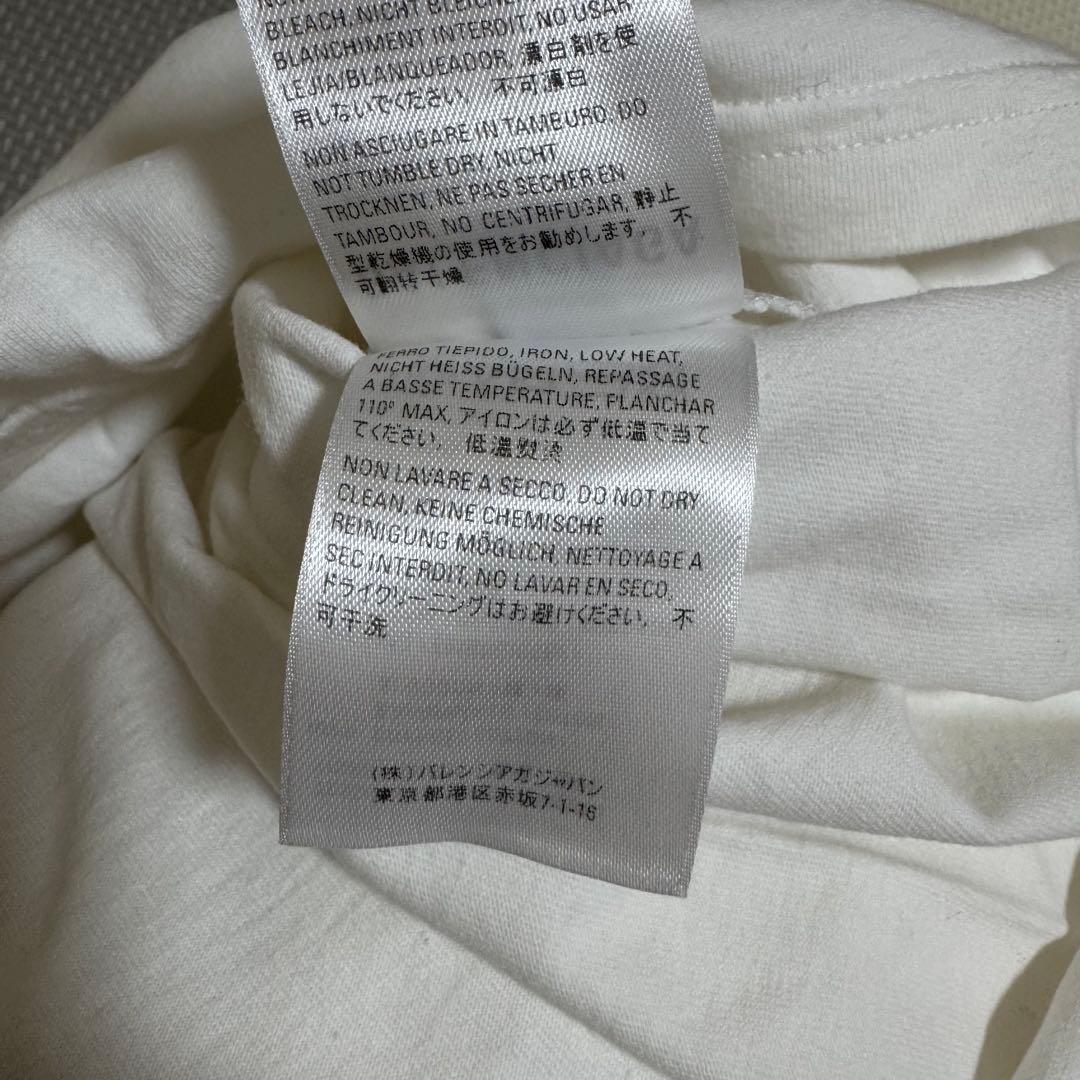 BLEACH, NICHT BLEICHE
BLANCHIMENT INTERDIT, NO USAR
LEJIA/BLANQUEADOR, 漂白剤を使
用しないでください。 不可漂白
NON ASCIUGARE IN TAMBURO, DO
NOT TUMBLE DRY, NICHT
TROCKNEN, NE PAS SECHER EN
TAMBOUR, NO CENTRIFUGAR, 静止
型乾燥機の使用をお勧めします。 不
可翻转干燥
FERRO TIEPIDO, IRON, LOW HEAT,
NICHT HEISS BÜGELN, REPASSAGE
A BASSE TEMPERATURE, PLANCHAR
110° MAX, アイロンは必ず低温で当て
てください。 低温熨烫
NON LAVARE A SECCO, DO NOT DRY
CLEAN, KEINE CHEMISCHE
REINIGUNG MÖGLICH, NETTOYAGE A
SEC INTERDIT, NO LAVAR EN SECO,
ドライクリーニングはお避けください。 不
可干洗
(株)バレンシアガジャパン
東京都港区赤坂7-1-16